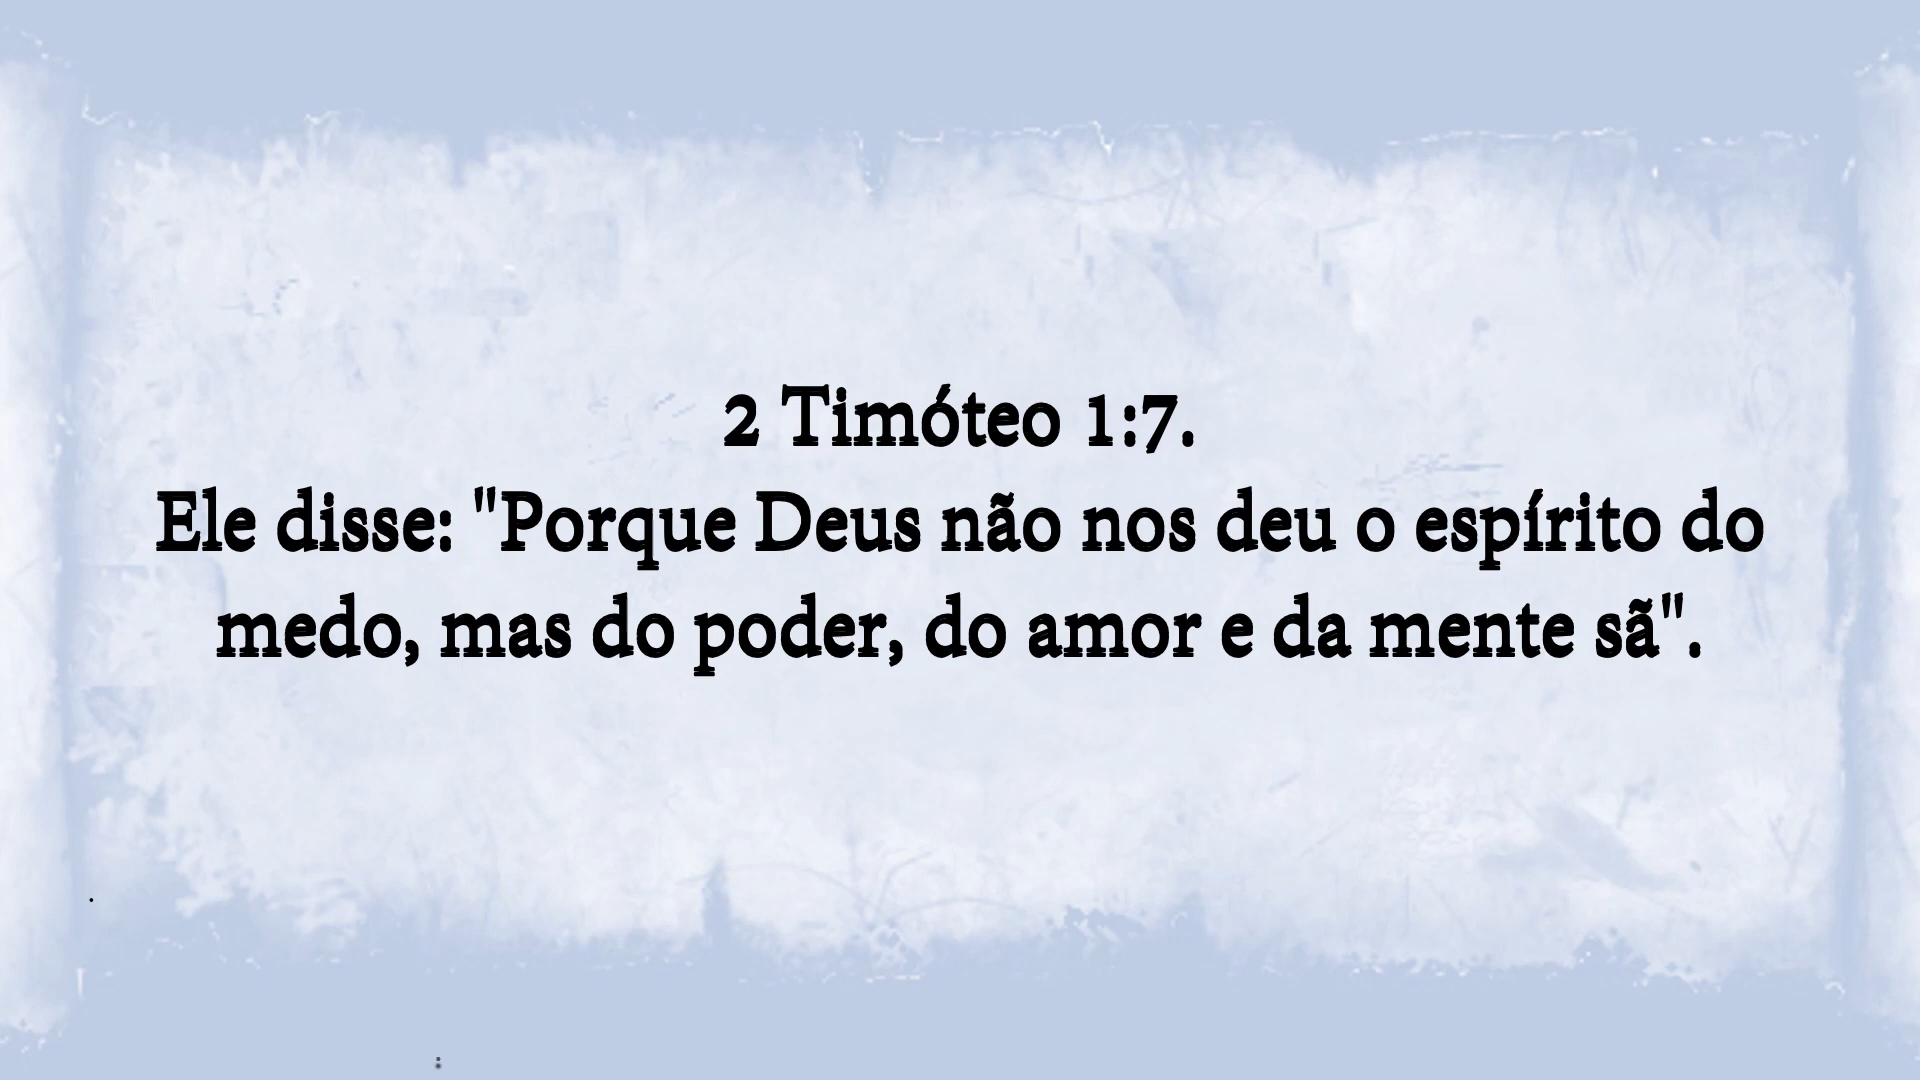 2 Timóteo 1:7.
Ele disse: "Porque Deus não nos deu o espírito do
medo, mas do poder, do amor e da mente sã".